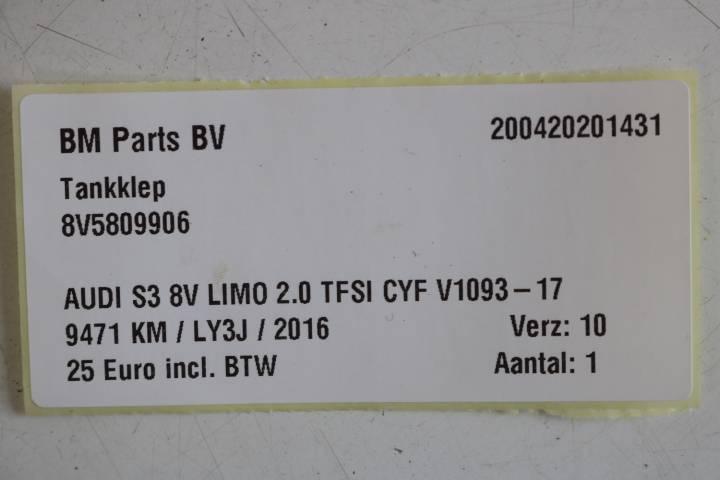 BM Parts BV 200420201431
Tankklep
8V5809906
AUDI S3 8V LIMO 2.0 TFSI CYF V1093-17
9471 KM / LY3J / 2016 Verz: 10
25 Euro incl. BTW Aantal: 1